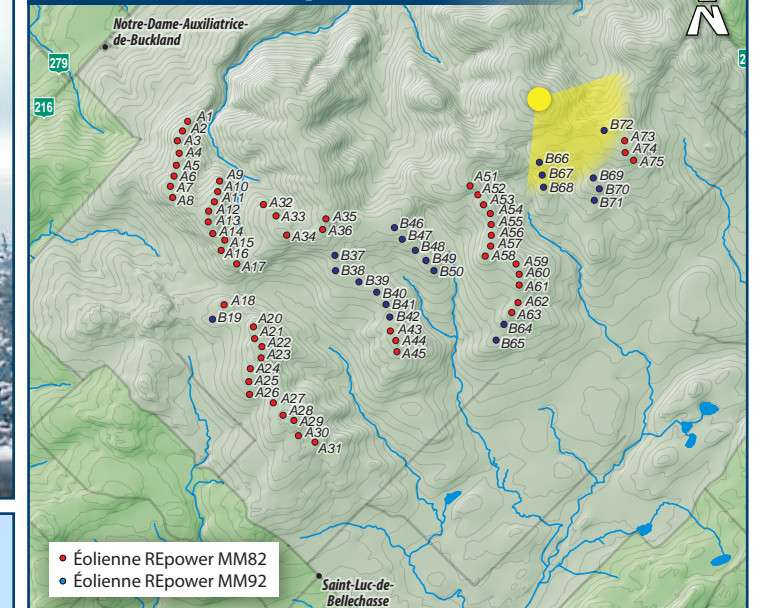 Notre-Dame-Auxiliatrice-
de-Buckland
N
279
216
2
A1
A2
A3
A4
A5
A6
A7
A8
A9
A10
A11
A12
A13
A14
A15
A16
A17
A18
B19
A20
A21
A22
A23
A24
A25
A26
A27
A28
A29
A30
A31
A32
A33
A34
A35
A36
B37
B38
B39
B40
B41
B42
A43
A44
A45
B46
B47
B48
B49
B50
A51
A52
A53
A54
A55
A56
A57
A58
A59
A60
A61
A62
A63
B64
B65
B66
B67
B68
B69
B70
B71
B72
A73
A74
A75
Éolienne REpower MM82
Éolienne REpower MM92
Saint-Luc-de-
Bellechasse